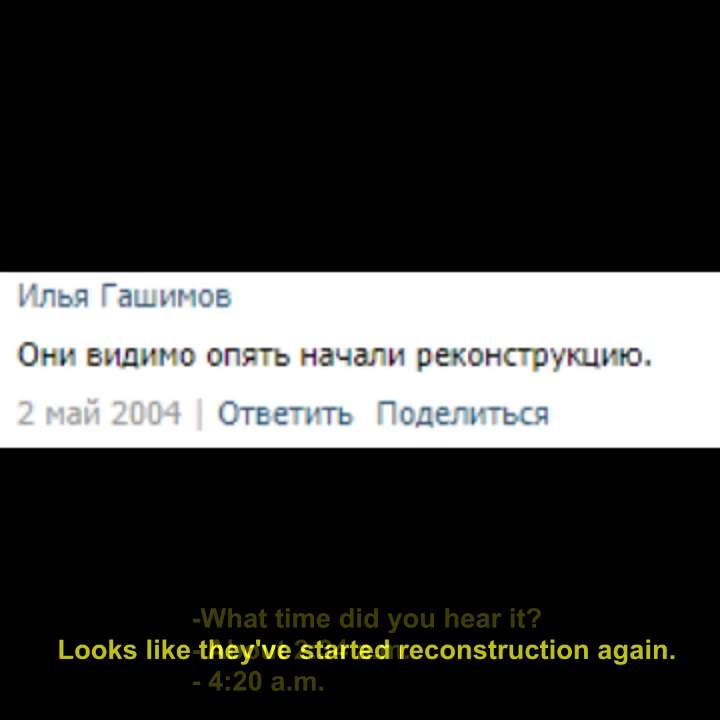 Илья Гашимов
Они видимо опять начали реконструкцию.
2 май 2004 | Ответить Поделиться
-What time did you hear it?
Looks like they've started reconstruction again.
- 4:20 a.m.